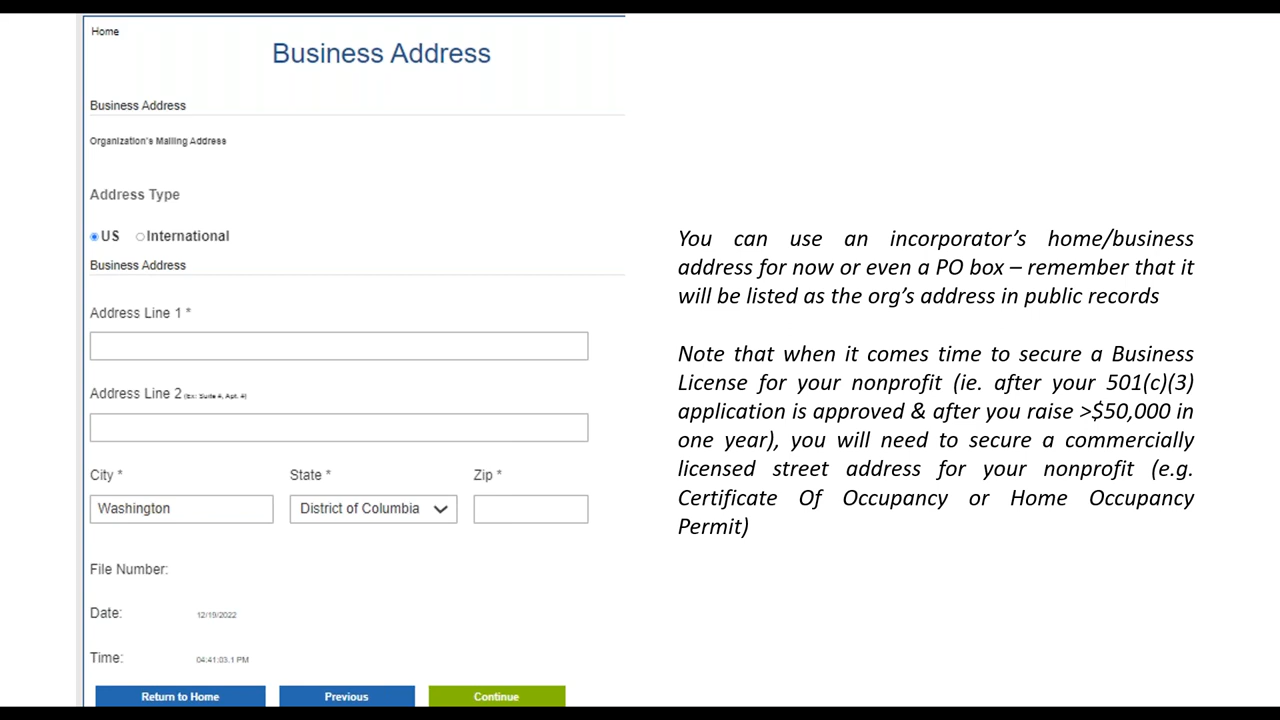 Home
Business Address
Business Address
Organization's Mailing Address
Address Type
US International
Business Address
Address Line 1 *
Address Line 2 (Ex: Suite #, Apt. #)
City * State * Zip *
Washington District of Columbia
File Number:
Date: 12/19/2022
Time: 04:41:03.1 PM
Return to Home Previous Continue
You can use an incorporator's home/business
address for now or even a PO box – remember that it
will be listed as the org's address in public records
Note that when it comes time to secure a Business
License for your nonprofit (ie. after your 501(c)(3)
application is approved & after you raise >$50,000 in
one year), you will need to secure a commercially
licensed street address for your nonprofit (e.g.
Certificate Of Occupancy or Home Occupancy
Permit)